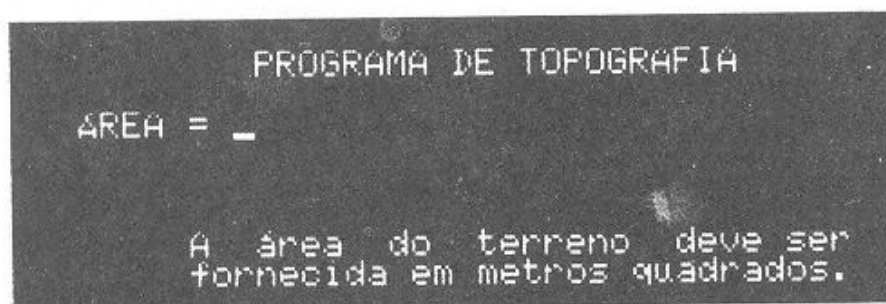 PROGRAMA DE TOPOGRAFIA
AREA = _
A área do terreno deve ser
fornecida em metros quadrados.